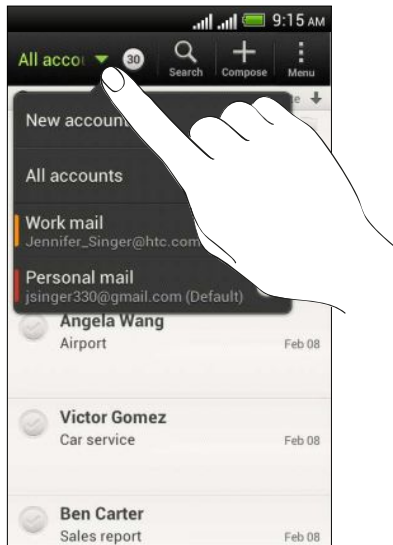 9:15 AM
All acco
30
Search
Compose
Menu
New account
All accounts
Work mail
Jennifer_Singer@htc.com
Personal mail
jsinger330@gmail.com (Default)
Angela Wang
Airport
Feb 08
Victor Gomez
Car service
Feb 08
Ben Carter
Sales report
Feb 08